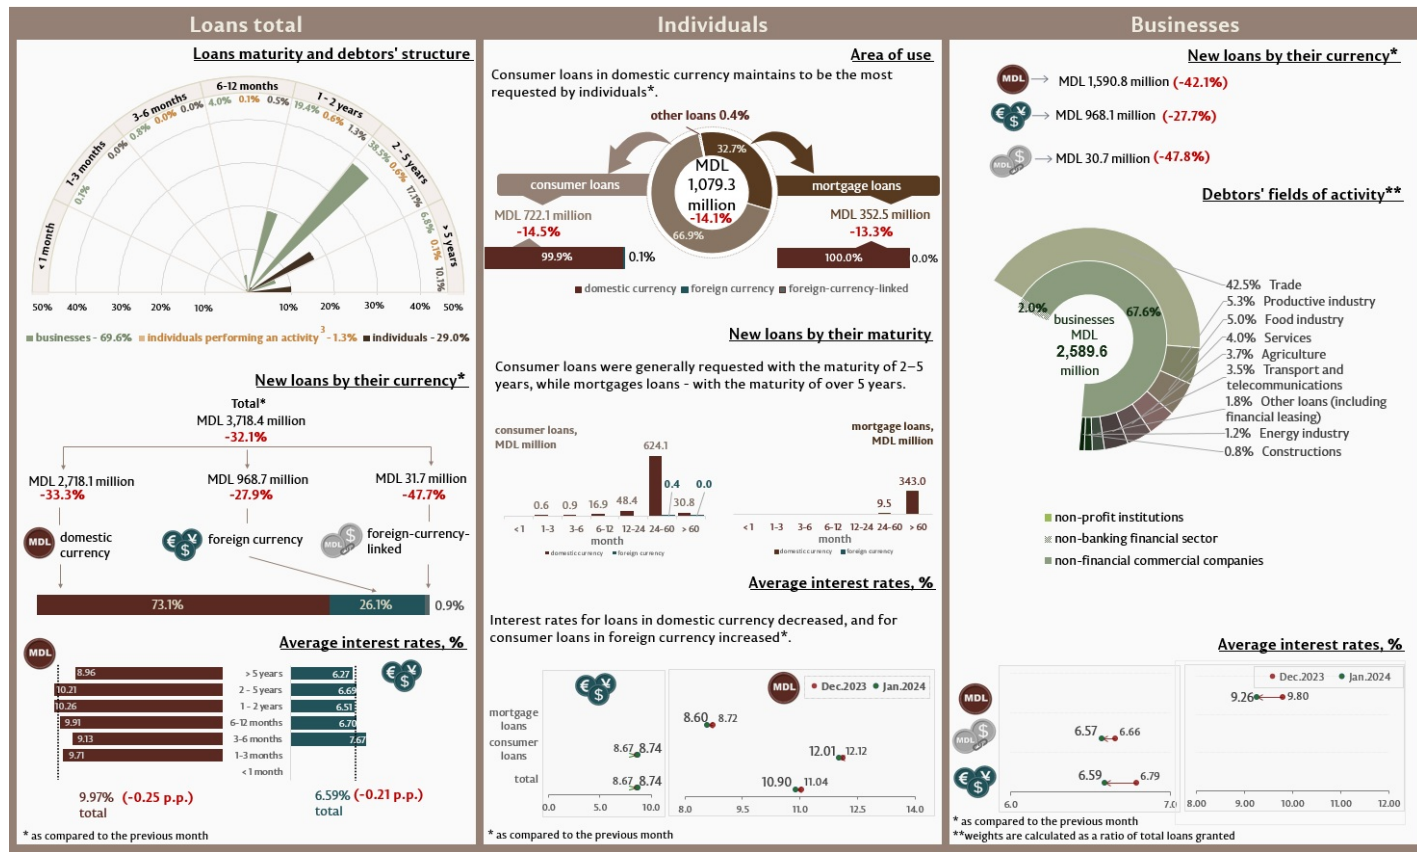 Loans total
Loans maturity and debtors' structure
< 1 month
1-3 months
3-6 months
6-12 months
1 - 2 years
2 - 5 years
> 5 years
0.1%
0.0%
0.8%
0.0%
0.0%
4.0%
0.1%
0.5%
19.4%
0.6%
1.3%
38.5%
0.6%
17.1%
6.8%
0.1%
10.1%
50% 40% 30% 20% 10% 10% 20% 30% 40% 50%
businesses - 69.6% individuals performing an activity 3 - 1.3% individuals - 29.0%
New loans by their currency*
Total*
MDL 3,718.4 million
-32.1%
MDL 2,718.1 million
-33.3%
MDL 968.7 million
-27.9%
MDL 31.7 million
-47.7%
MDL
domestic
currency
€ ¥ $
foreign currency
MDL $
foreign-currency-
linked
73.1% 26.1% 0.9%
Average interest rates, %
MDL
€ ¥ $
8.96 > 5 years 6.27
10.21 2 - 5 years 6.69
10.26 1 - 2 years 6.51
9.91 6-12 months 6.70
9.13 3-6 months 7.67
9.71 1-3 months
< 1 month
9.97% (-0.25 p.p.)
total
6.59% (-0.21 p.p.)
total
* as compared to the previous month
Individuals
Area of use
Consumer loans in domestic currency maintains to be the most
requested by individuals*.
other loans 0.4%
32.7%
MDL
1,079.3
million
-14.1%
66.9%
consumer loans
MDL 722.1 million
-14.5%
99.9% 0.1%
mortgage loans
MDL 352.5 million
-13.3%
100.0% 0.0%
domestic currency foreign currency foreign-currency-linked
New loans by their maturity
Consumer loans were generally requested with the maturity of 2–5
years, while mortgages loans - with the maturity of over 5 years.
consumer loans,
MDL million
624.1
0.4 0.0
0.6 0.9 16.9 48.4 30.8
< 1 1-3 3-6 6-12 12-24 24-60 > 60
month
domestic currency foreign currency
mortgage loans,
MDL million
343.0
9.5
< 1 1-3 3-6 6-12 12-24 24-60 > 60
month
domestic currency foreign currency
Average interest rates, %
Interest rates for loans in domestic currency decreased, and for
consumer loans in foreign currency increased*.
€ ¥ $
MDL
Dec.2023 Jan.2024
mortgage
loans
8.60 8.72
consumer
loans
8.67 8.74
12.01 12.12
total
8.67 8.74
10.90 11.04
0.0 5.0 10.0
8.0 9.5 11.0 12.5 14.0
* as compared to the previous month
Businesses
New loans by their currency*
MDL MDL 1,590.8 million (-42.1%)
€ ¥ $ MDL 968.1 million (-27.7%)
MDL $ MDL 30.7 million (-47.8%)
Debtors' fields of activity**
2.0%
67.6%
businesses
MDL
2,589.6
million
42.5% Trade
5.3% Productive industry
5.0% Food industry
4.0% Services
3.7% Agriculture
3.5% Transport and
telecommunications
1.8% Other loans (including
financial leasing)
1.2% Energy industry
0.8% Constructions
non-profit institutions
non-banking financial sector
non-financial commercial companies
Average interest rates, %
Dec.2023 Jan.2024
MDL
9.26 9.80
MDL $
6.57 6.66
€ ¥ $
6.59 6.79
6.0 7.0
8.00 9.00 10.00 11.00 12.00
* as compared to the previous month
**weights are calculated as a ratio of total loans granted